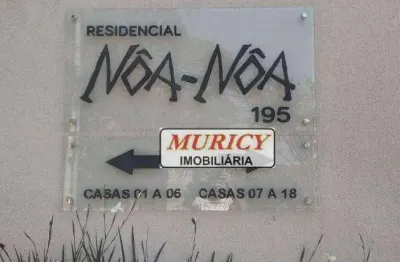 RESIDENCIAL
NÔA-NÔA
195
MURICY
IMOBILIÁRIA
CASAS 01 A 06 CASAS 07 A 18